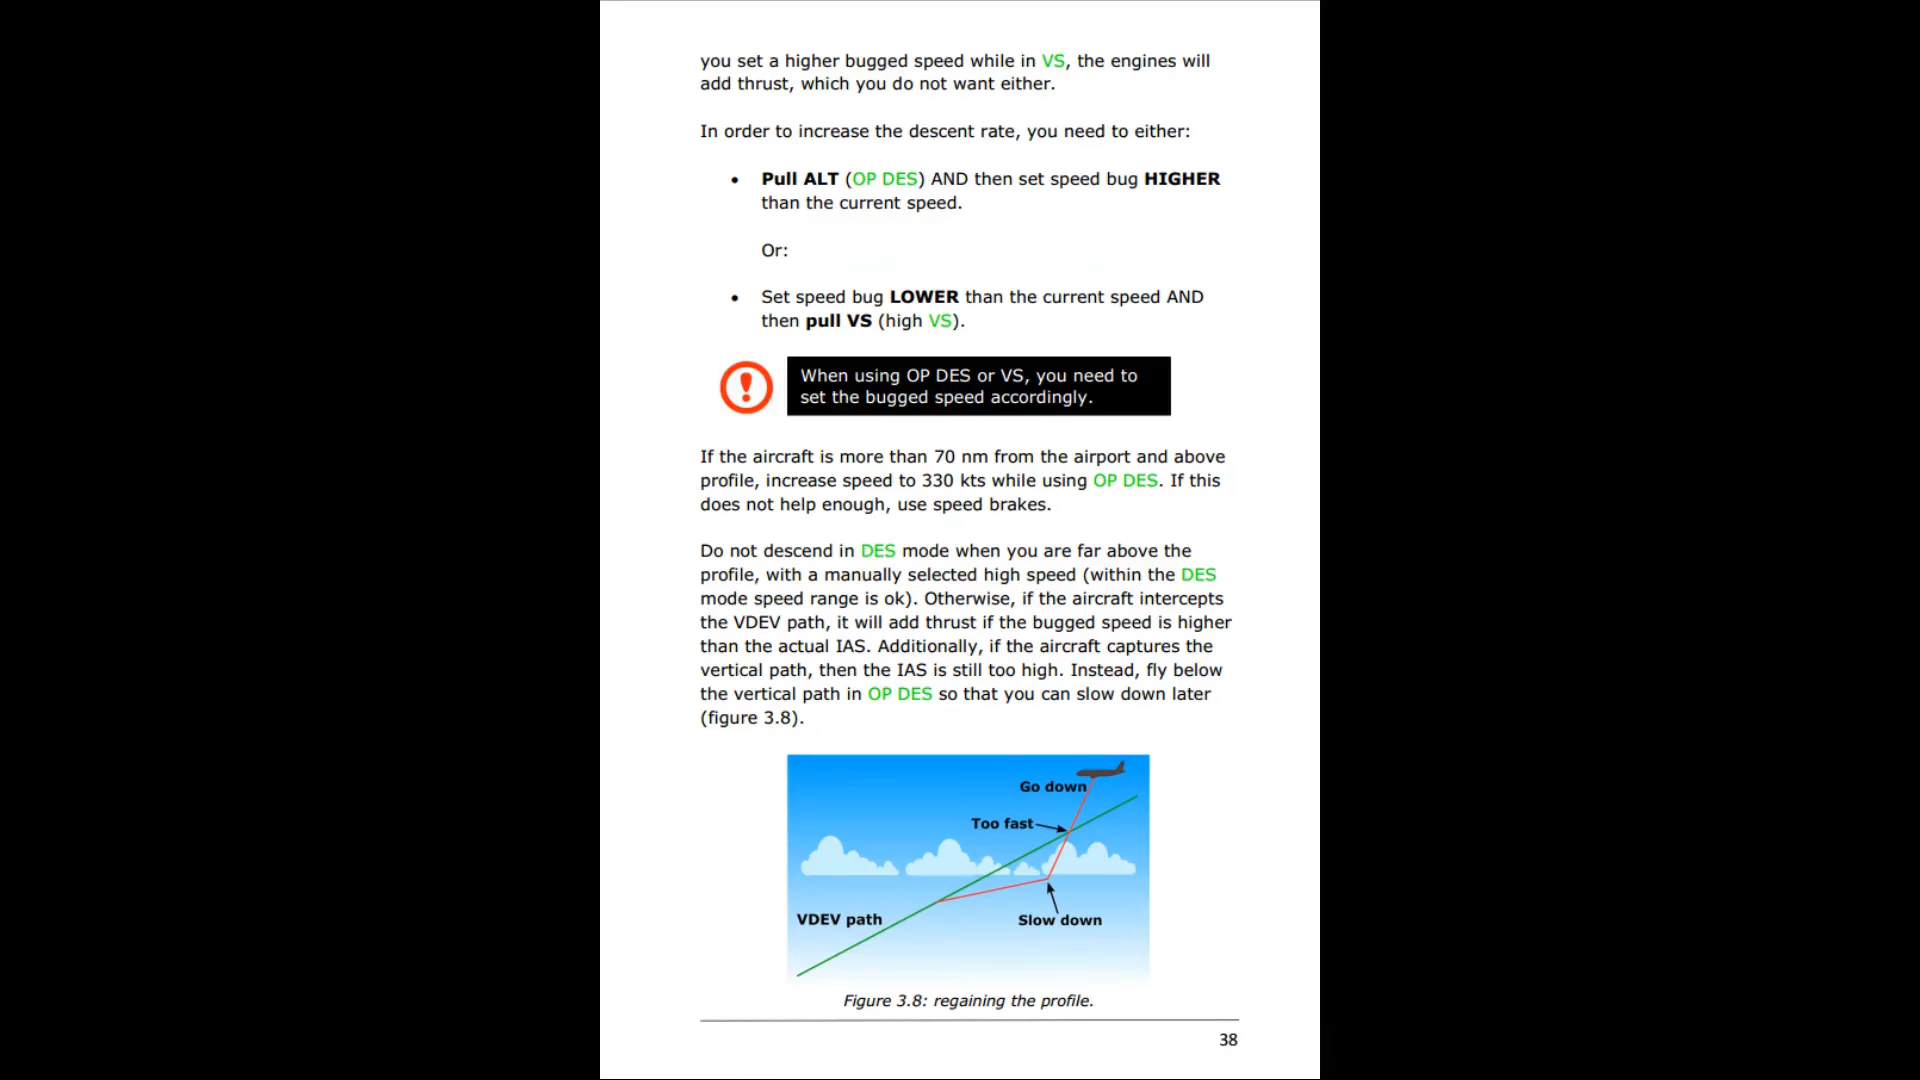 you set a higher bugged speed while in VS, the engines will
add thrust, which you do not want either.
In order to increase the descent rate, you need to either:
• Pull ALT (OP DES) AND then set speed bug HIGHER
than the current speed.
Or:
• Set speed bug LOWER than the current speed AND
then pull VS (high VS).
When using OP DES or VS, you need to
set the bugged speed accordingly.
If the aircraft is more than 70 nm from the airport and above
profile, increase speed to 330 kts while using OP DES. If this
does not help enough, use speed brakes.
Do not descend in DES mode when you are far above the
profile, with a manually selected high speed (within the DES
mode speed range is ok). Otherwise, if the aircraft intercepts
the VDEV path, it will add thrust if the bugged speed is higher
than the actual IAS. Additionally, if the aircraft captures the
vertical path, then the IAS is still too high. Instead, fly below
the vertical path in OP DES so that you can slow down later
(figure 3.8).
Go down
Too fast
VDEV path
Slow down
Figure 3.8: regaining the profile.
38